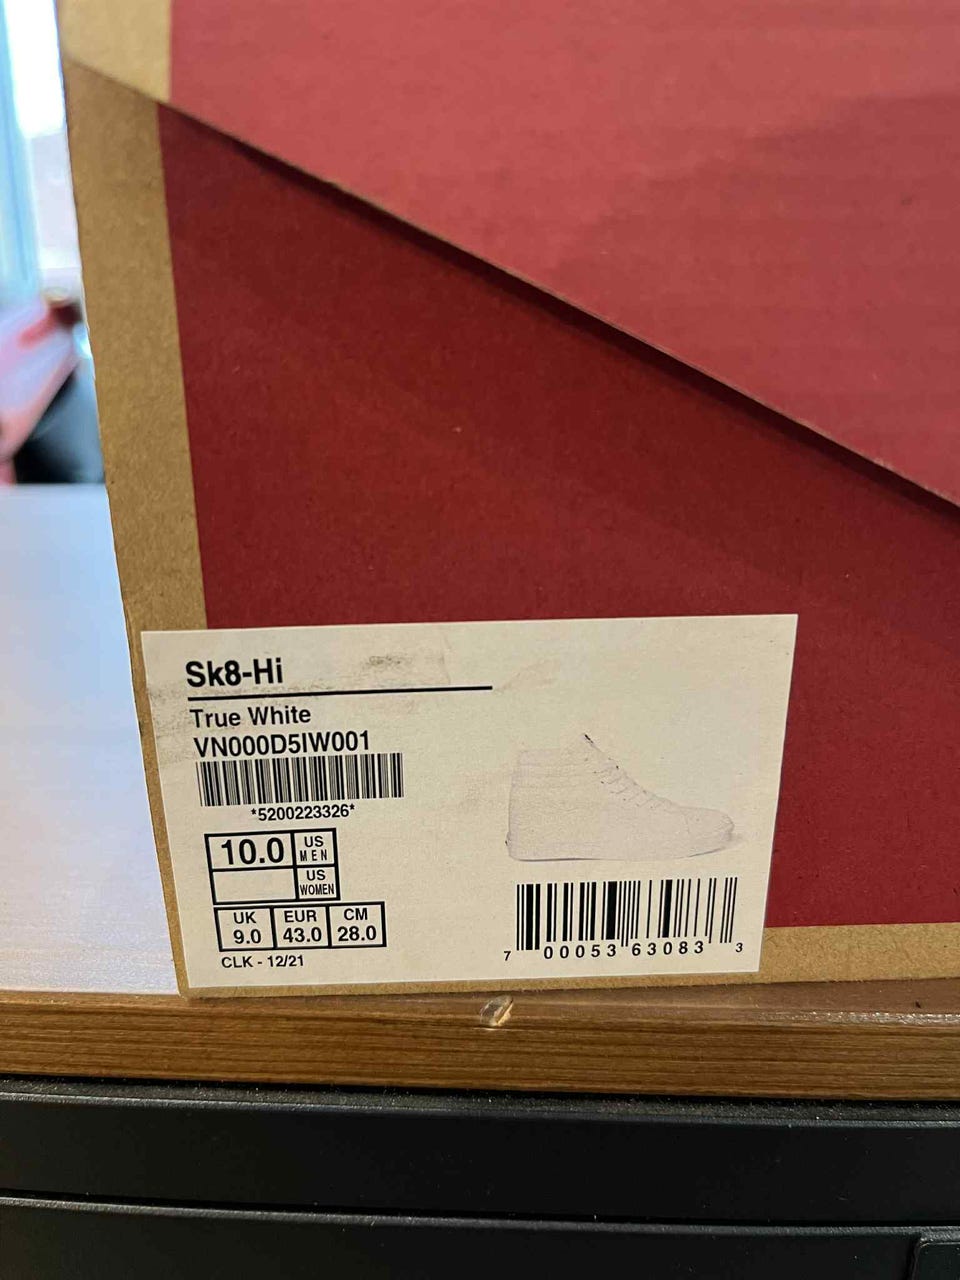 Sk8-Hi
True White
VN000D5IW001
*5200223326*
10.0 US MEN
US WOMEN
UK EUR CM
9.0 43.0 28.0
CLK - 12/21
7 00053 63083 3